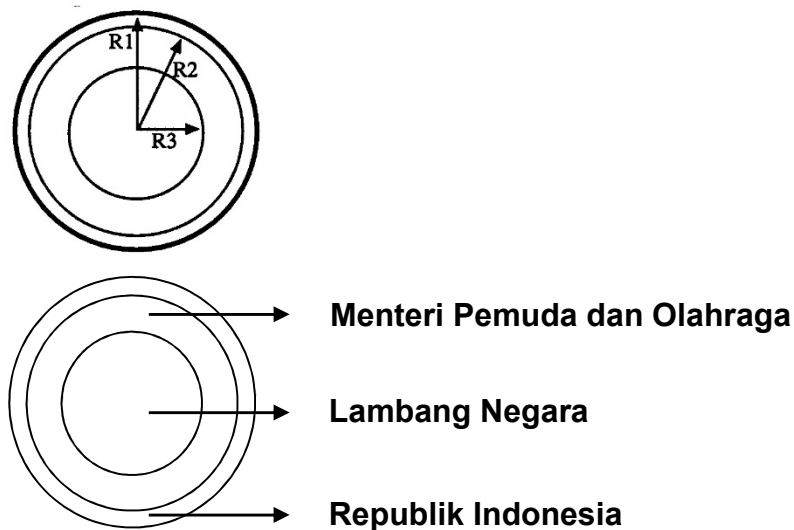 R1
R2
R3
Menteri Pemuda dan Olahraga
Lambang Negara
Republik Indonesia